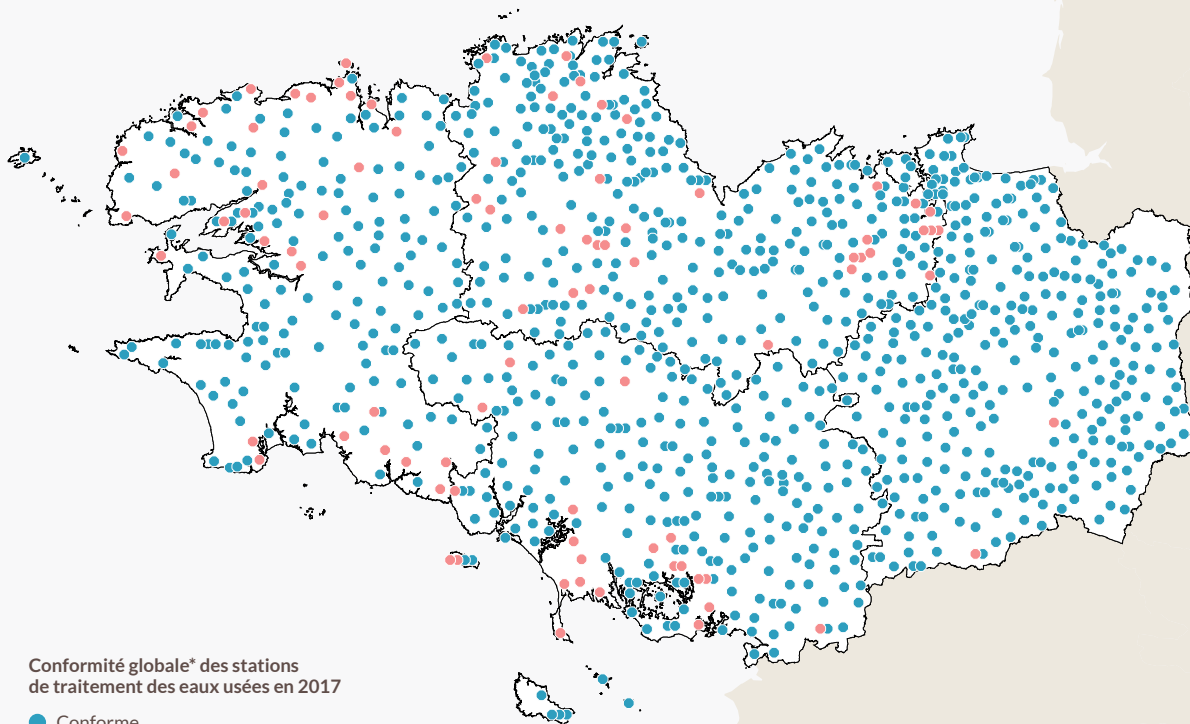 Conformité globale* des stations
de traitement des eaux usées en 2017
Conforme